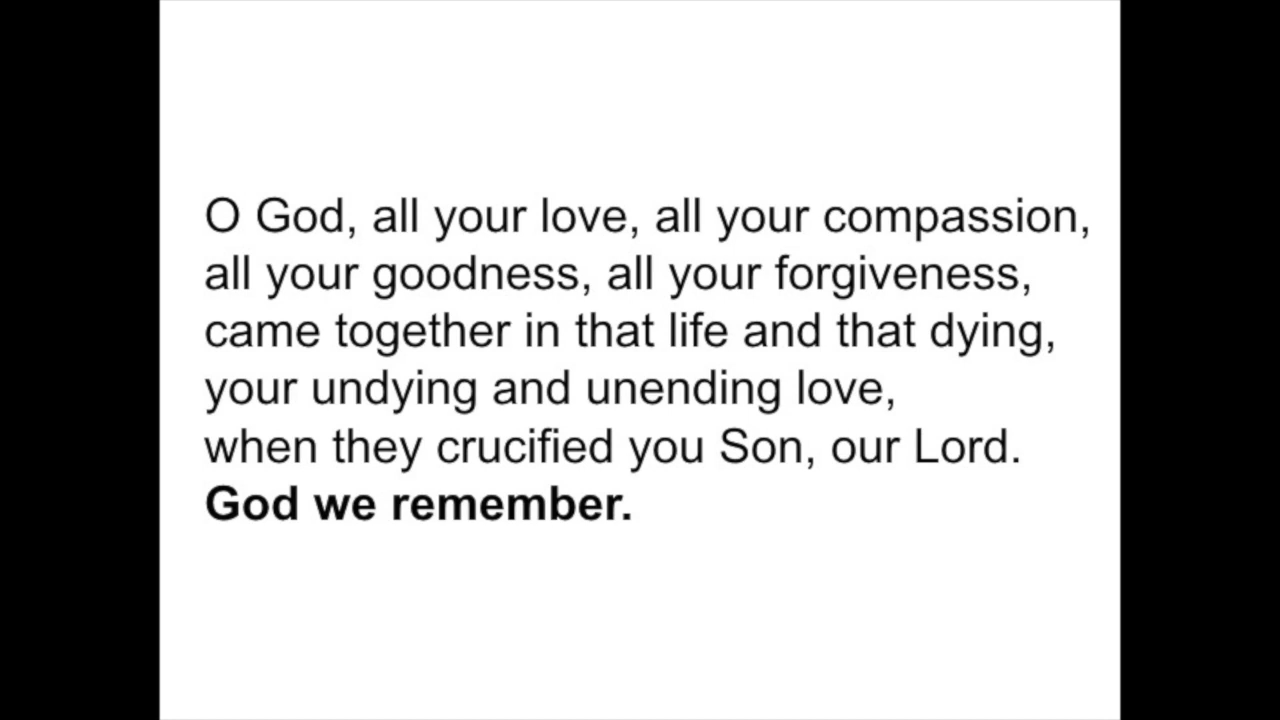 O God, all your love, all your compassion,
all your goodness, all your forgiveness,
came together in that life and that dying,
your undying and unending love,
when they crucified you Son, our Lord.
God we remember.